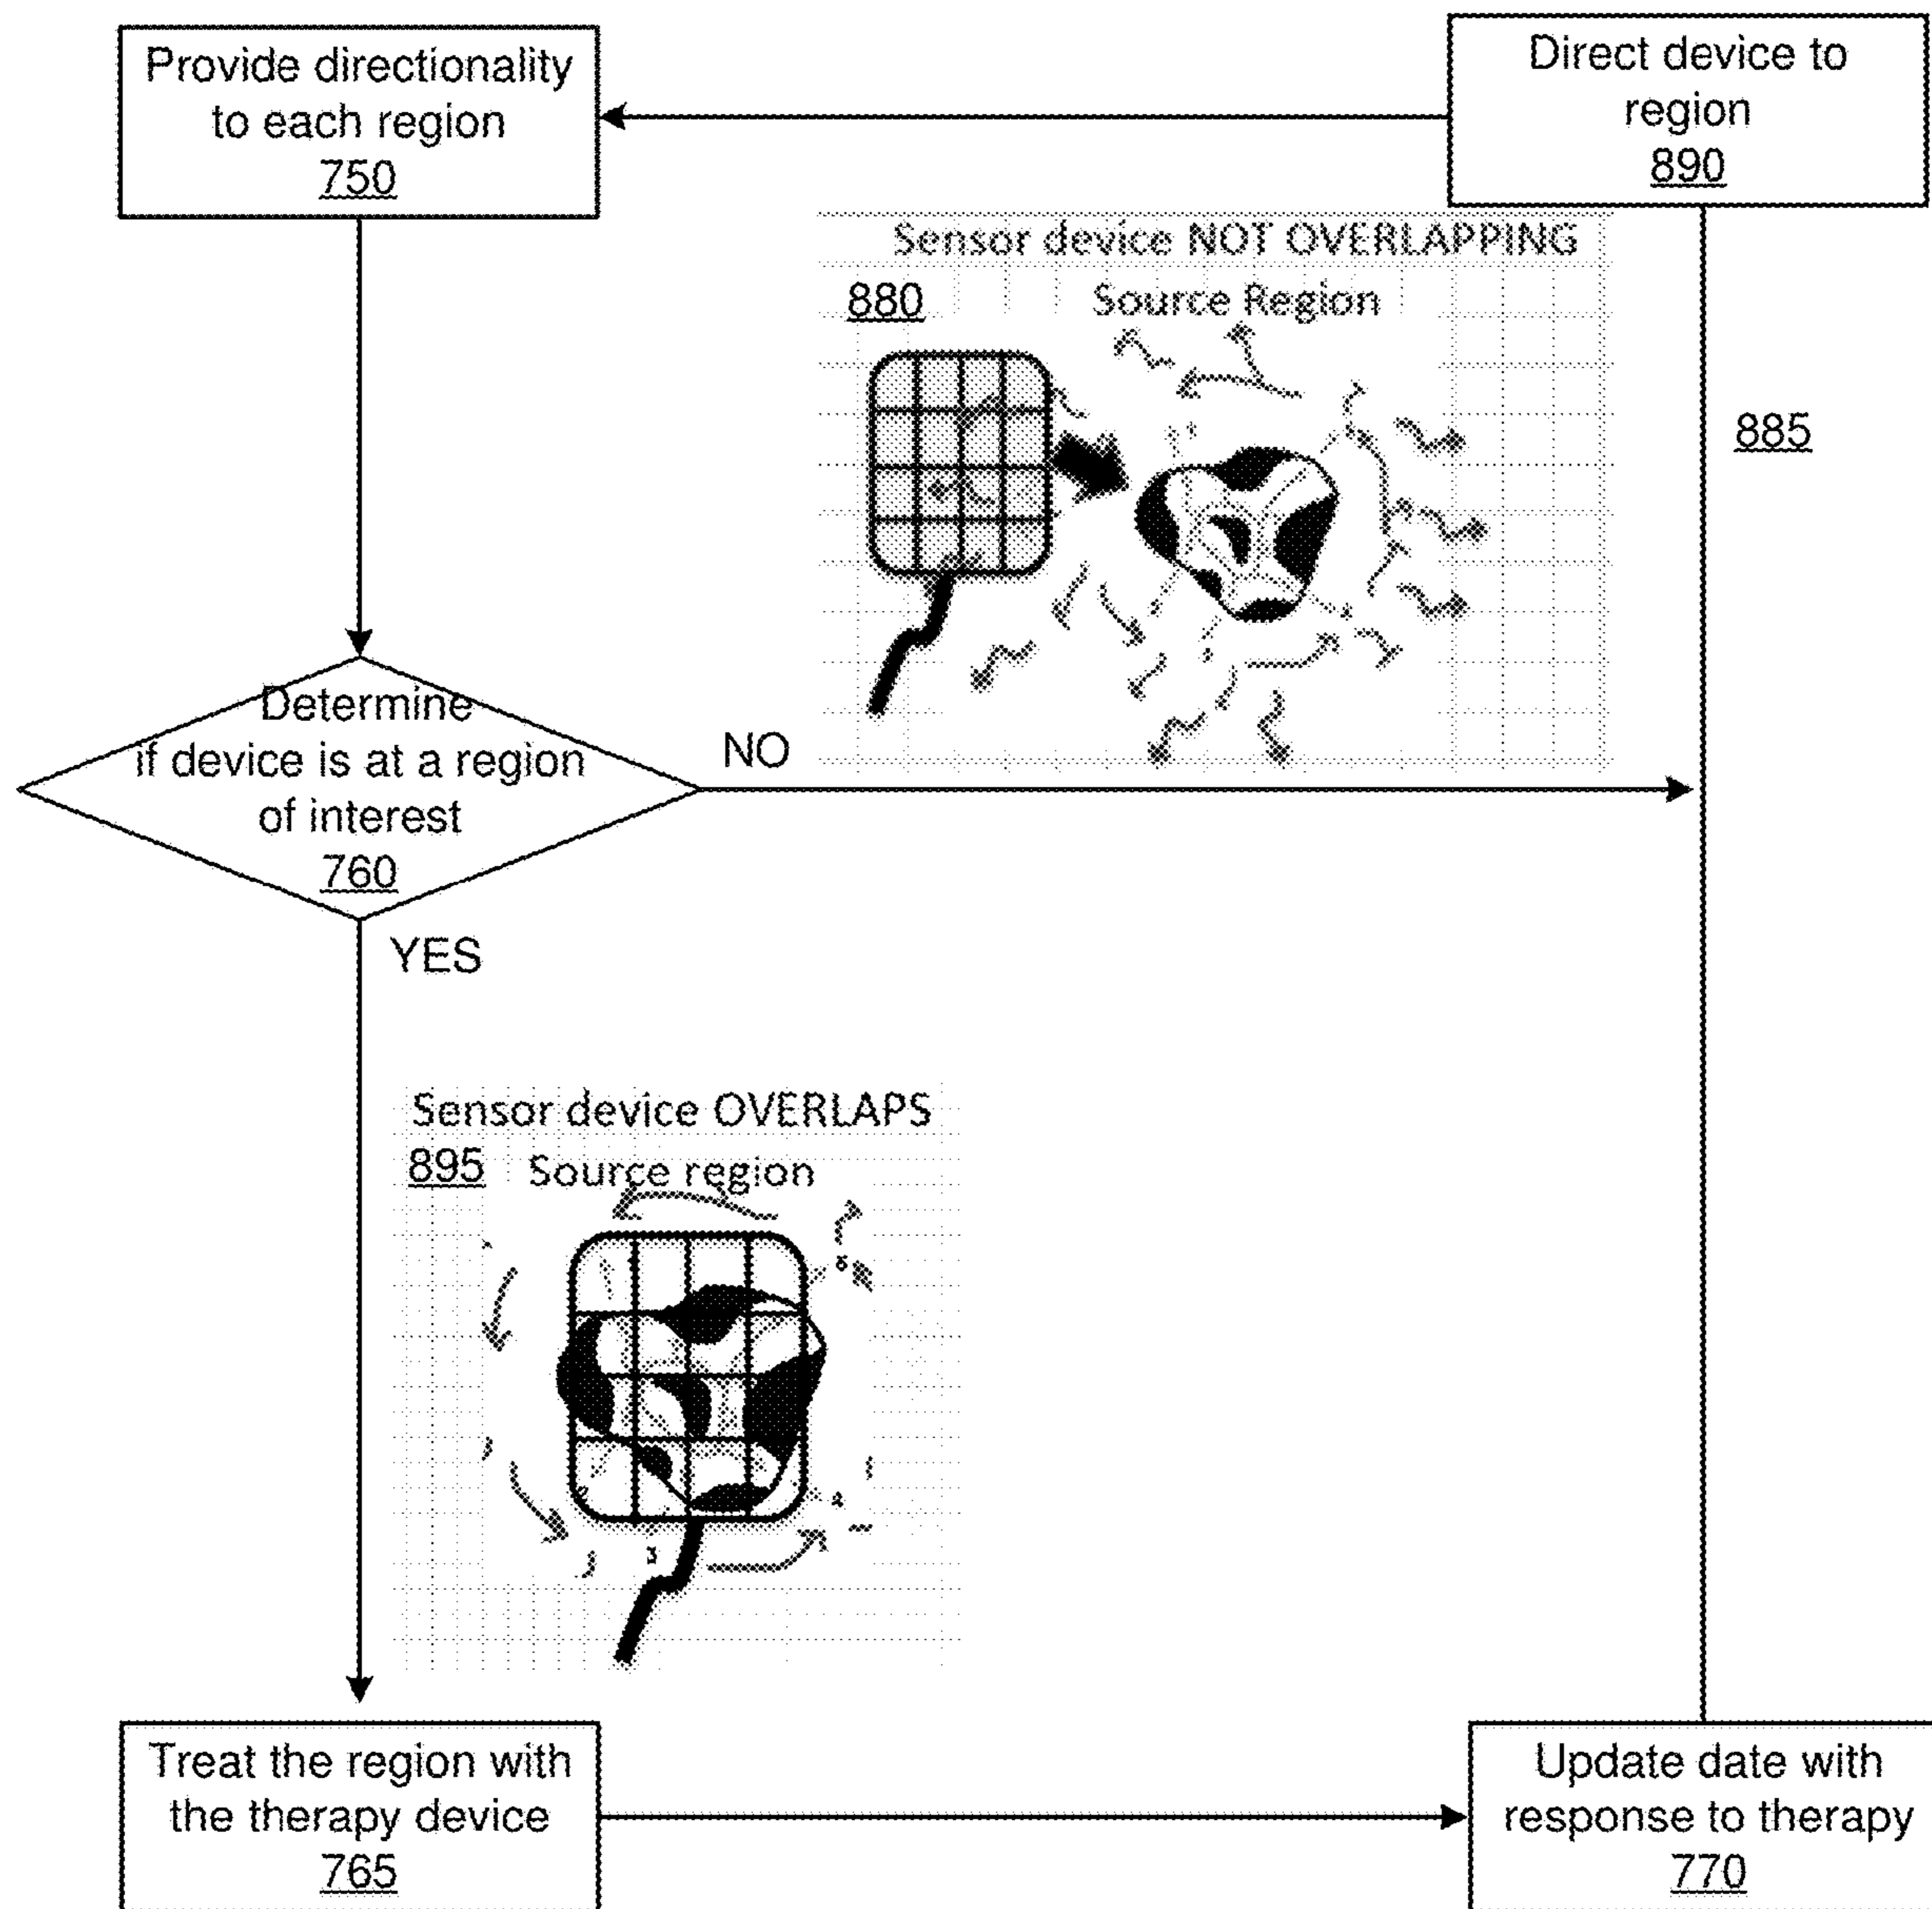 Provide directionality
to each region
750
Direct device to
region
890
Sensor device NOT OVERLAPPING
880
Source Region
885
Determine
if device is at a region
of interest
760
NO
YES
Sensor device OVERLAPS
895
Source region
Treat the region with
the therapy device
765
Update date with
response to therapy
770